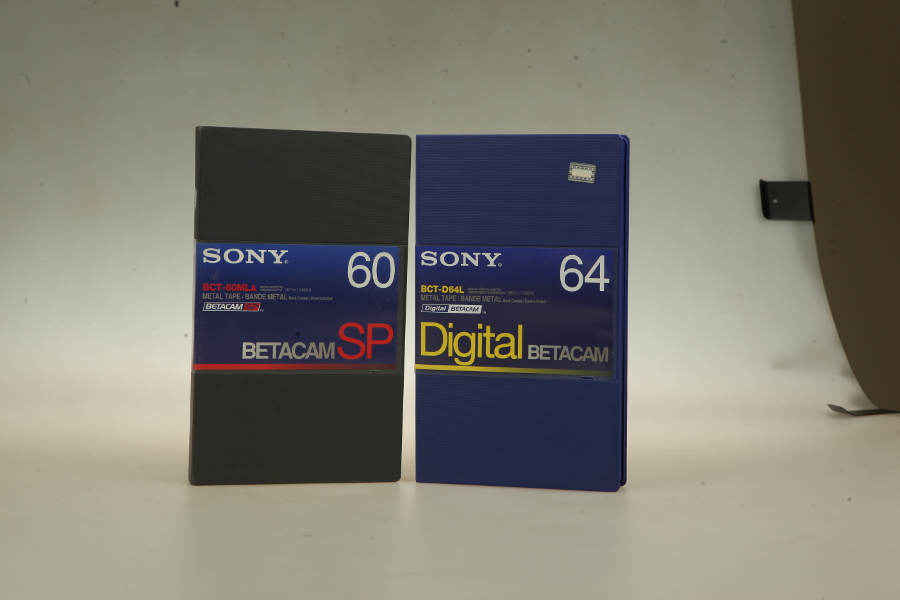 SONY
60
BCT-60MLA
METAL TAPE / BANDE METAL
BETACAM SP
BETACAM SP
SONY
64
BCT-D64L
METAL TAPE / BANDE METAL
Digital BETACAM
Digital BETACAM